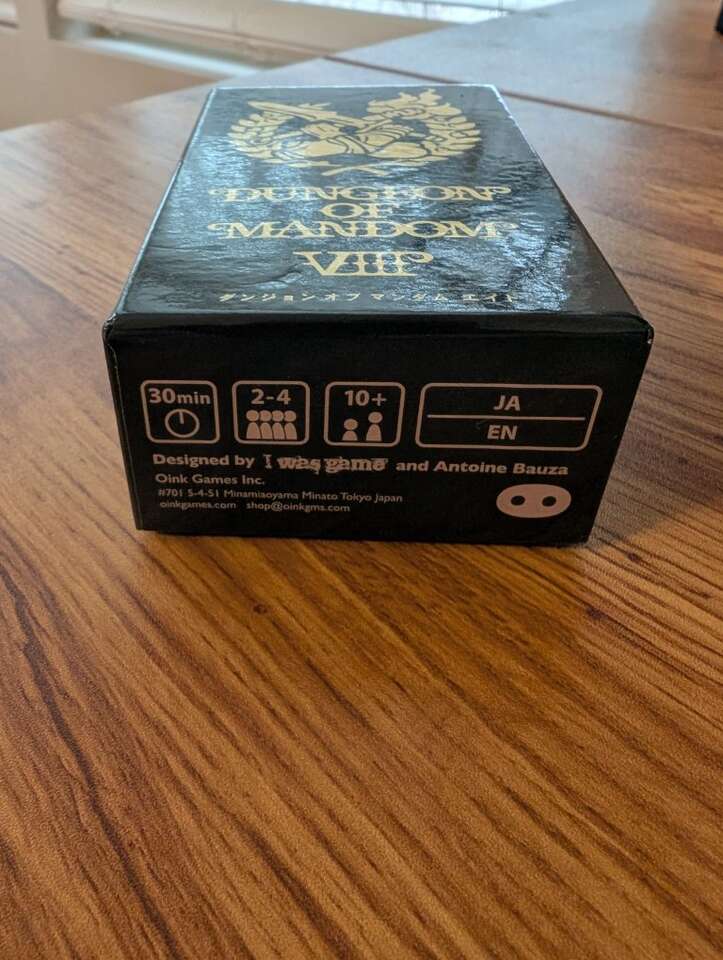 DUNGEON
OF
MANDOM
VIII
ダンジョン オブ マンダム エイト
30min
2-4
10+
JA
EN
Designed by I was game and Antoine Bauza
Oink Games Inc.
#701 5-4-51 Minamiaoyama Minato Tokyo Japan
oinkgames.com shop@oinkgms.com